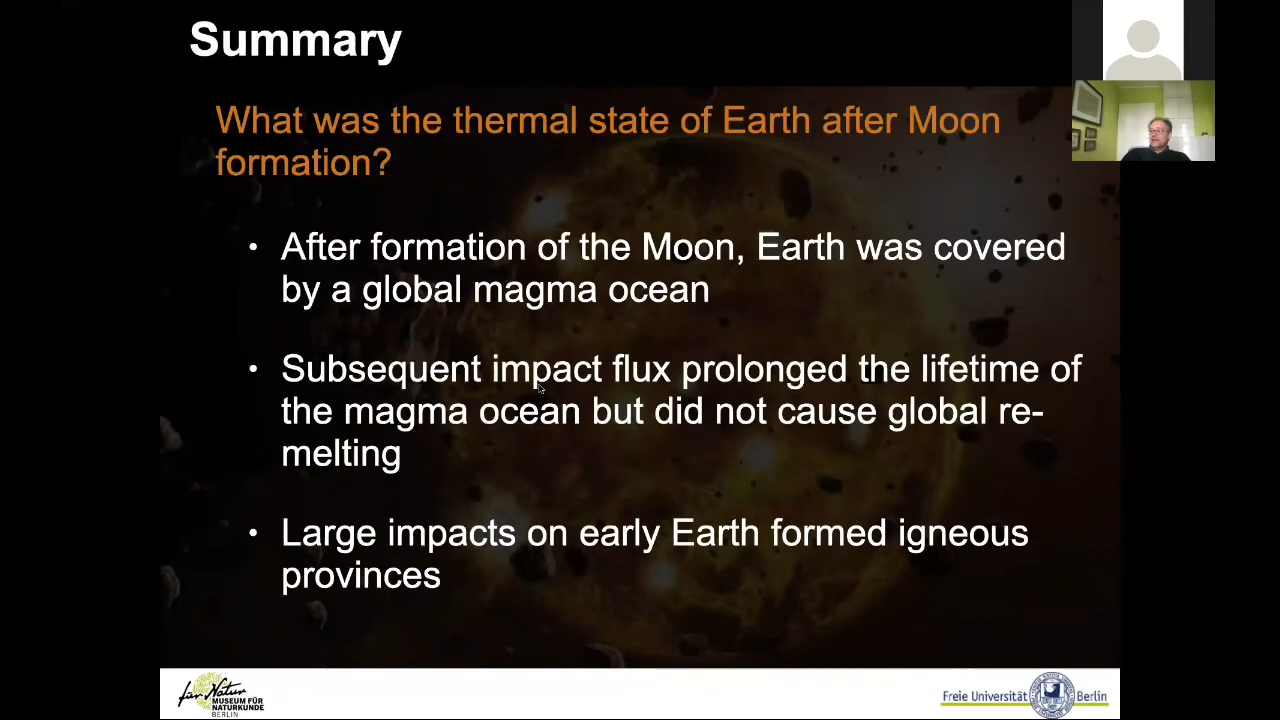 Summary
What was the thermal state of Earth after Moon
formation?
• After formation of the Moon, Earth was covered
by a global magma ocean
• Subsequent impact flux prolonged the lifetime of
the magma ocean but did not cause global re-
melting
• Large impacts on early Earth formed igneous
provinces
für Natur
MUSEUM FÜR
NATURKUNDE
BERLIN
Freie Universität Berlin